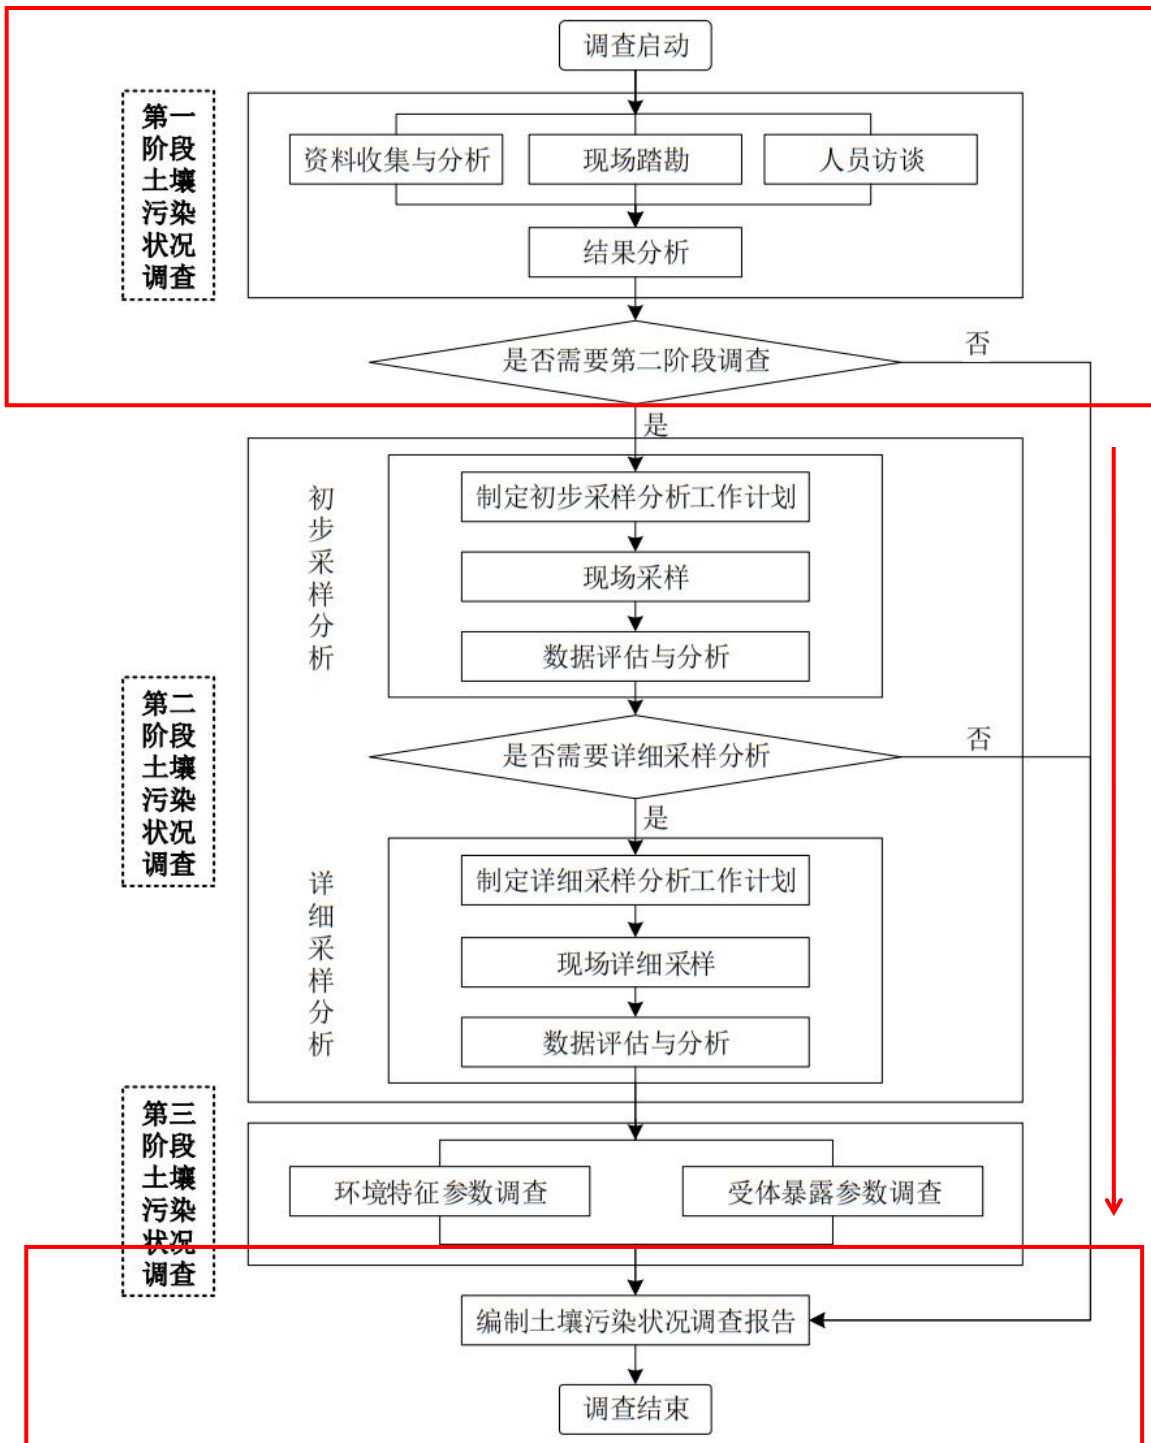 调查启动
第一
阶段
土壤
污染
状况
调查
资料收集与分析
现场踏勘
人员访谈
结果分析
是否需要第二阶段调查
否
是
初
步
采
样
分
析
制定初步采样分析工作计划
现场采样
数据评估与分析
第二
阶段
土壤
污染
状况
调查
是否需要详细采样分析
否
是
详
细
采
样
分
析
制定详细采样分析工作计划
现场详细采样
数据评估与分析
第三
阶段
土壤
污染
状况
调查
环境特征参数调查
受体暴露参数调查
编制土壤污染状况调查报告
调查结束